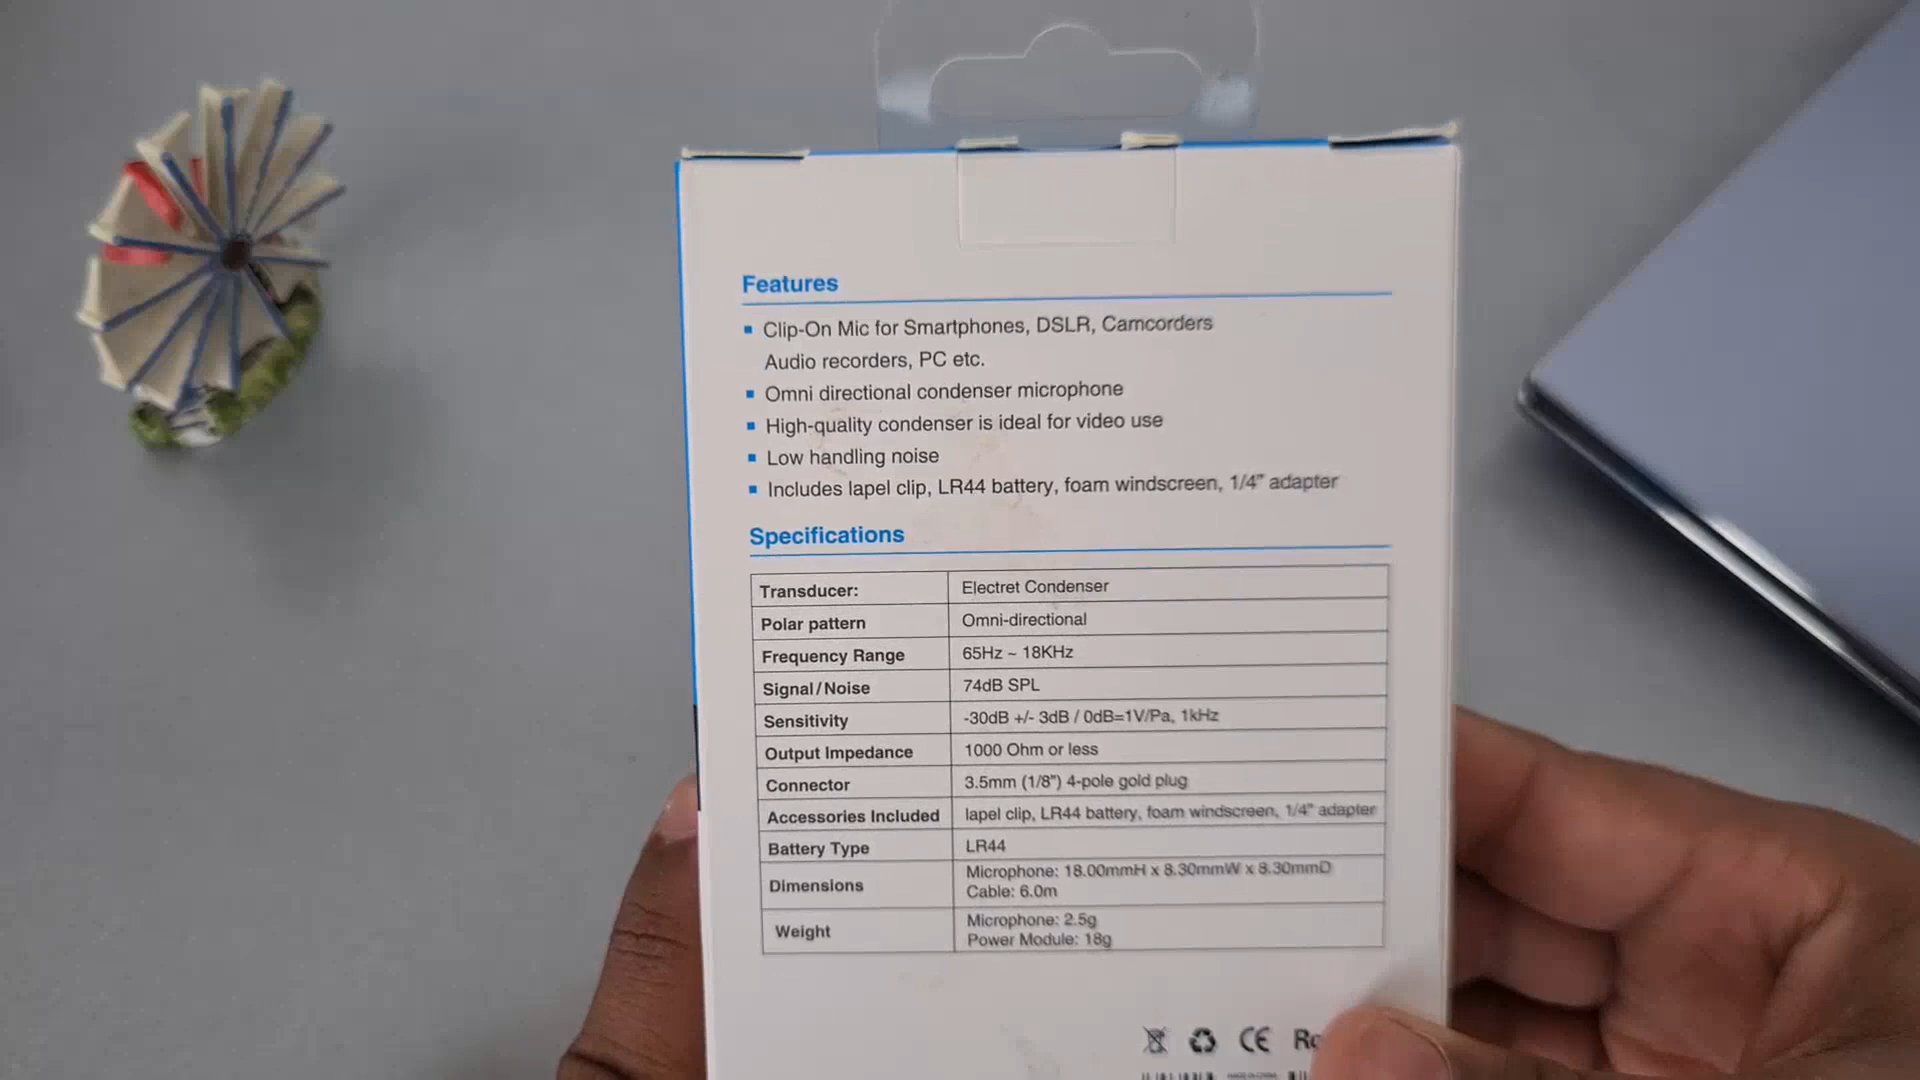 Features
Clip-On Mic for Smartphones, DSLR, Camcorders
Audio recorders, PC etc.
Omni directional condenser microphone
High-quality condenser is ideal for video use
Low handling noise
Includes lapel clip, LR44 battery, foam windscreen, 1/4" adapter
Specifications
Transducer: Electret Condenser
Polar pattern Omni-directional
Frequency Range 65Hz ~ 18KHz
Signal/Noise 74dB SPL
Sensitivity -30dB +/- 3dB / 0dB=1V/Pa, 1kHz
Output Impedance 1000 Ohm or less
Connector 3.5mm (1/8") 4-pole gold plug
Accessories Included lapel clip, LR44 battery, foam windscreen, 1/4" adapter
Battery Type LR44
Dimensions Microphone: 18.00mmH x 8.30mmW x 8.30mmD
Cable: 6.0m
Weight Microphone: 2.5g
Power Module: 18g
CE